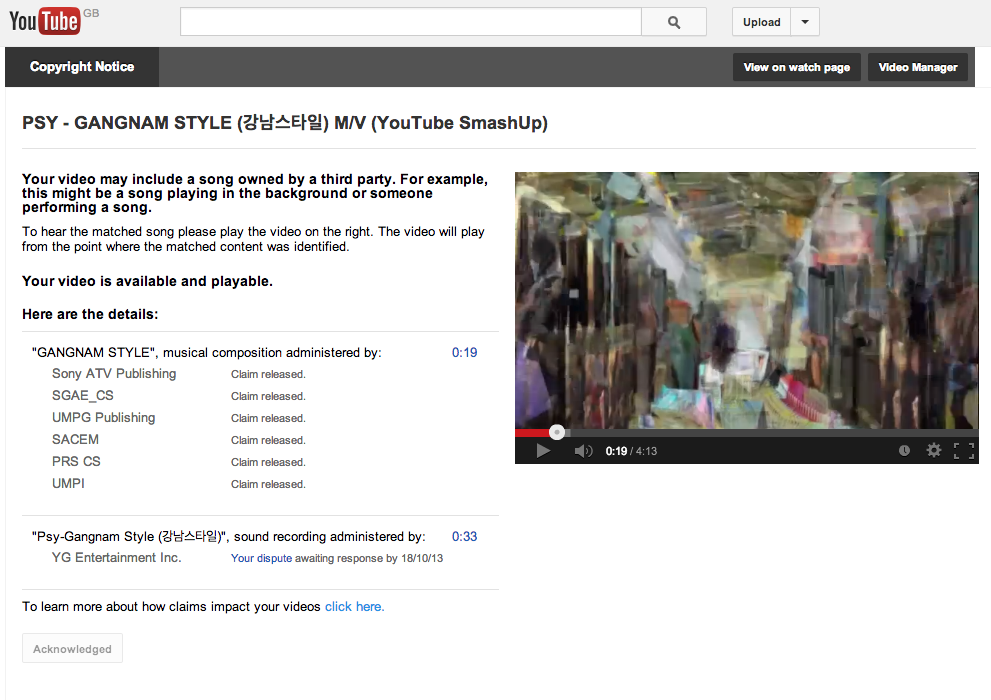 YouTube GB
Upload
Copyright Notice
View on watch page
Video Manager
PSY - GANGNAM STYLE (강남스타일) M/V (YouTube SmashUp)
Your video may include a song owned by a third party. For example,
this might be a song playing in the background or someone
performing a song.
To hear the matched song please play the video on the right. The video will play
from the point where the matched content was identified.
Your video is available and playable.
Here are the details:
"GANGNAM STYLE", musical composition administered by: 0:19
Sony ATV Publishing Claim released.
SGAE_CS Claim released.
UMPG Publishing Claim released.
SACEM Claim released.
PRS CS Claim released.
UMPI Claim released.
"Psy-Gangnam Style (강남스타일)", sound recording administered by: 0:33
YG Entertainment Inc. Your dispute awaiting response by 18/10/13
To learn more about how claims impact your videos click here.
Acknowledged
0:19 / 4:13